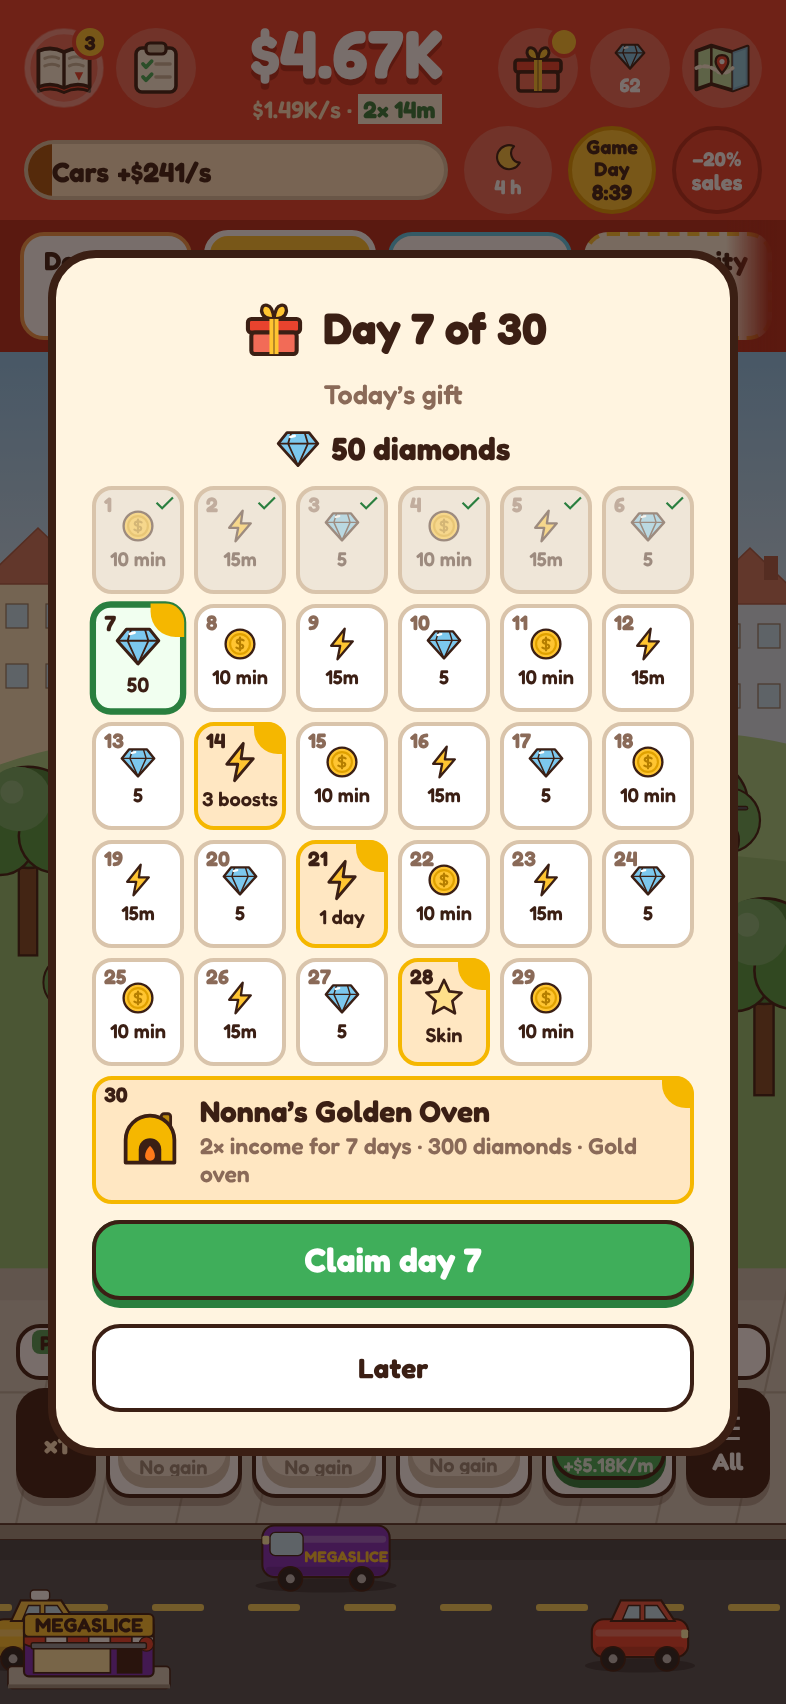 3
$4.67K
$1.49K/s · 2× 14m
62
Cars +$241/s
4 h
Game
Day
8:39
−20%
sales
Day 7 of 30
Today's gift
50 diamonds
1
10 min
2
15m
3
5
4
10 min
5
15m
6
5
7
50
8
10 min
9
15m
10
5
11
10 min
12
15m
13
5
14
3 boosts
15
10 min
16
15m
17
5
18
10 min
19
15m
20
5
21
1 day
22
10 min
23
15m
24
5
25
10 min
26
15m
27
5
28
Skin
29
10 min
30
Nonna's Golden Oven
2× income for 7 days · 300 diamonds · Gold
oven
Claim day 7
Later
No gain
No gain
No gain
+$5.18K/m
All
MEGASLICE
MEGASLICE